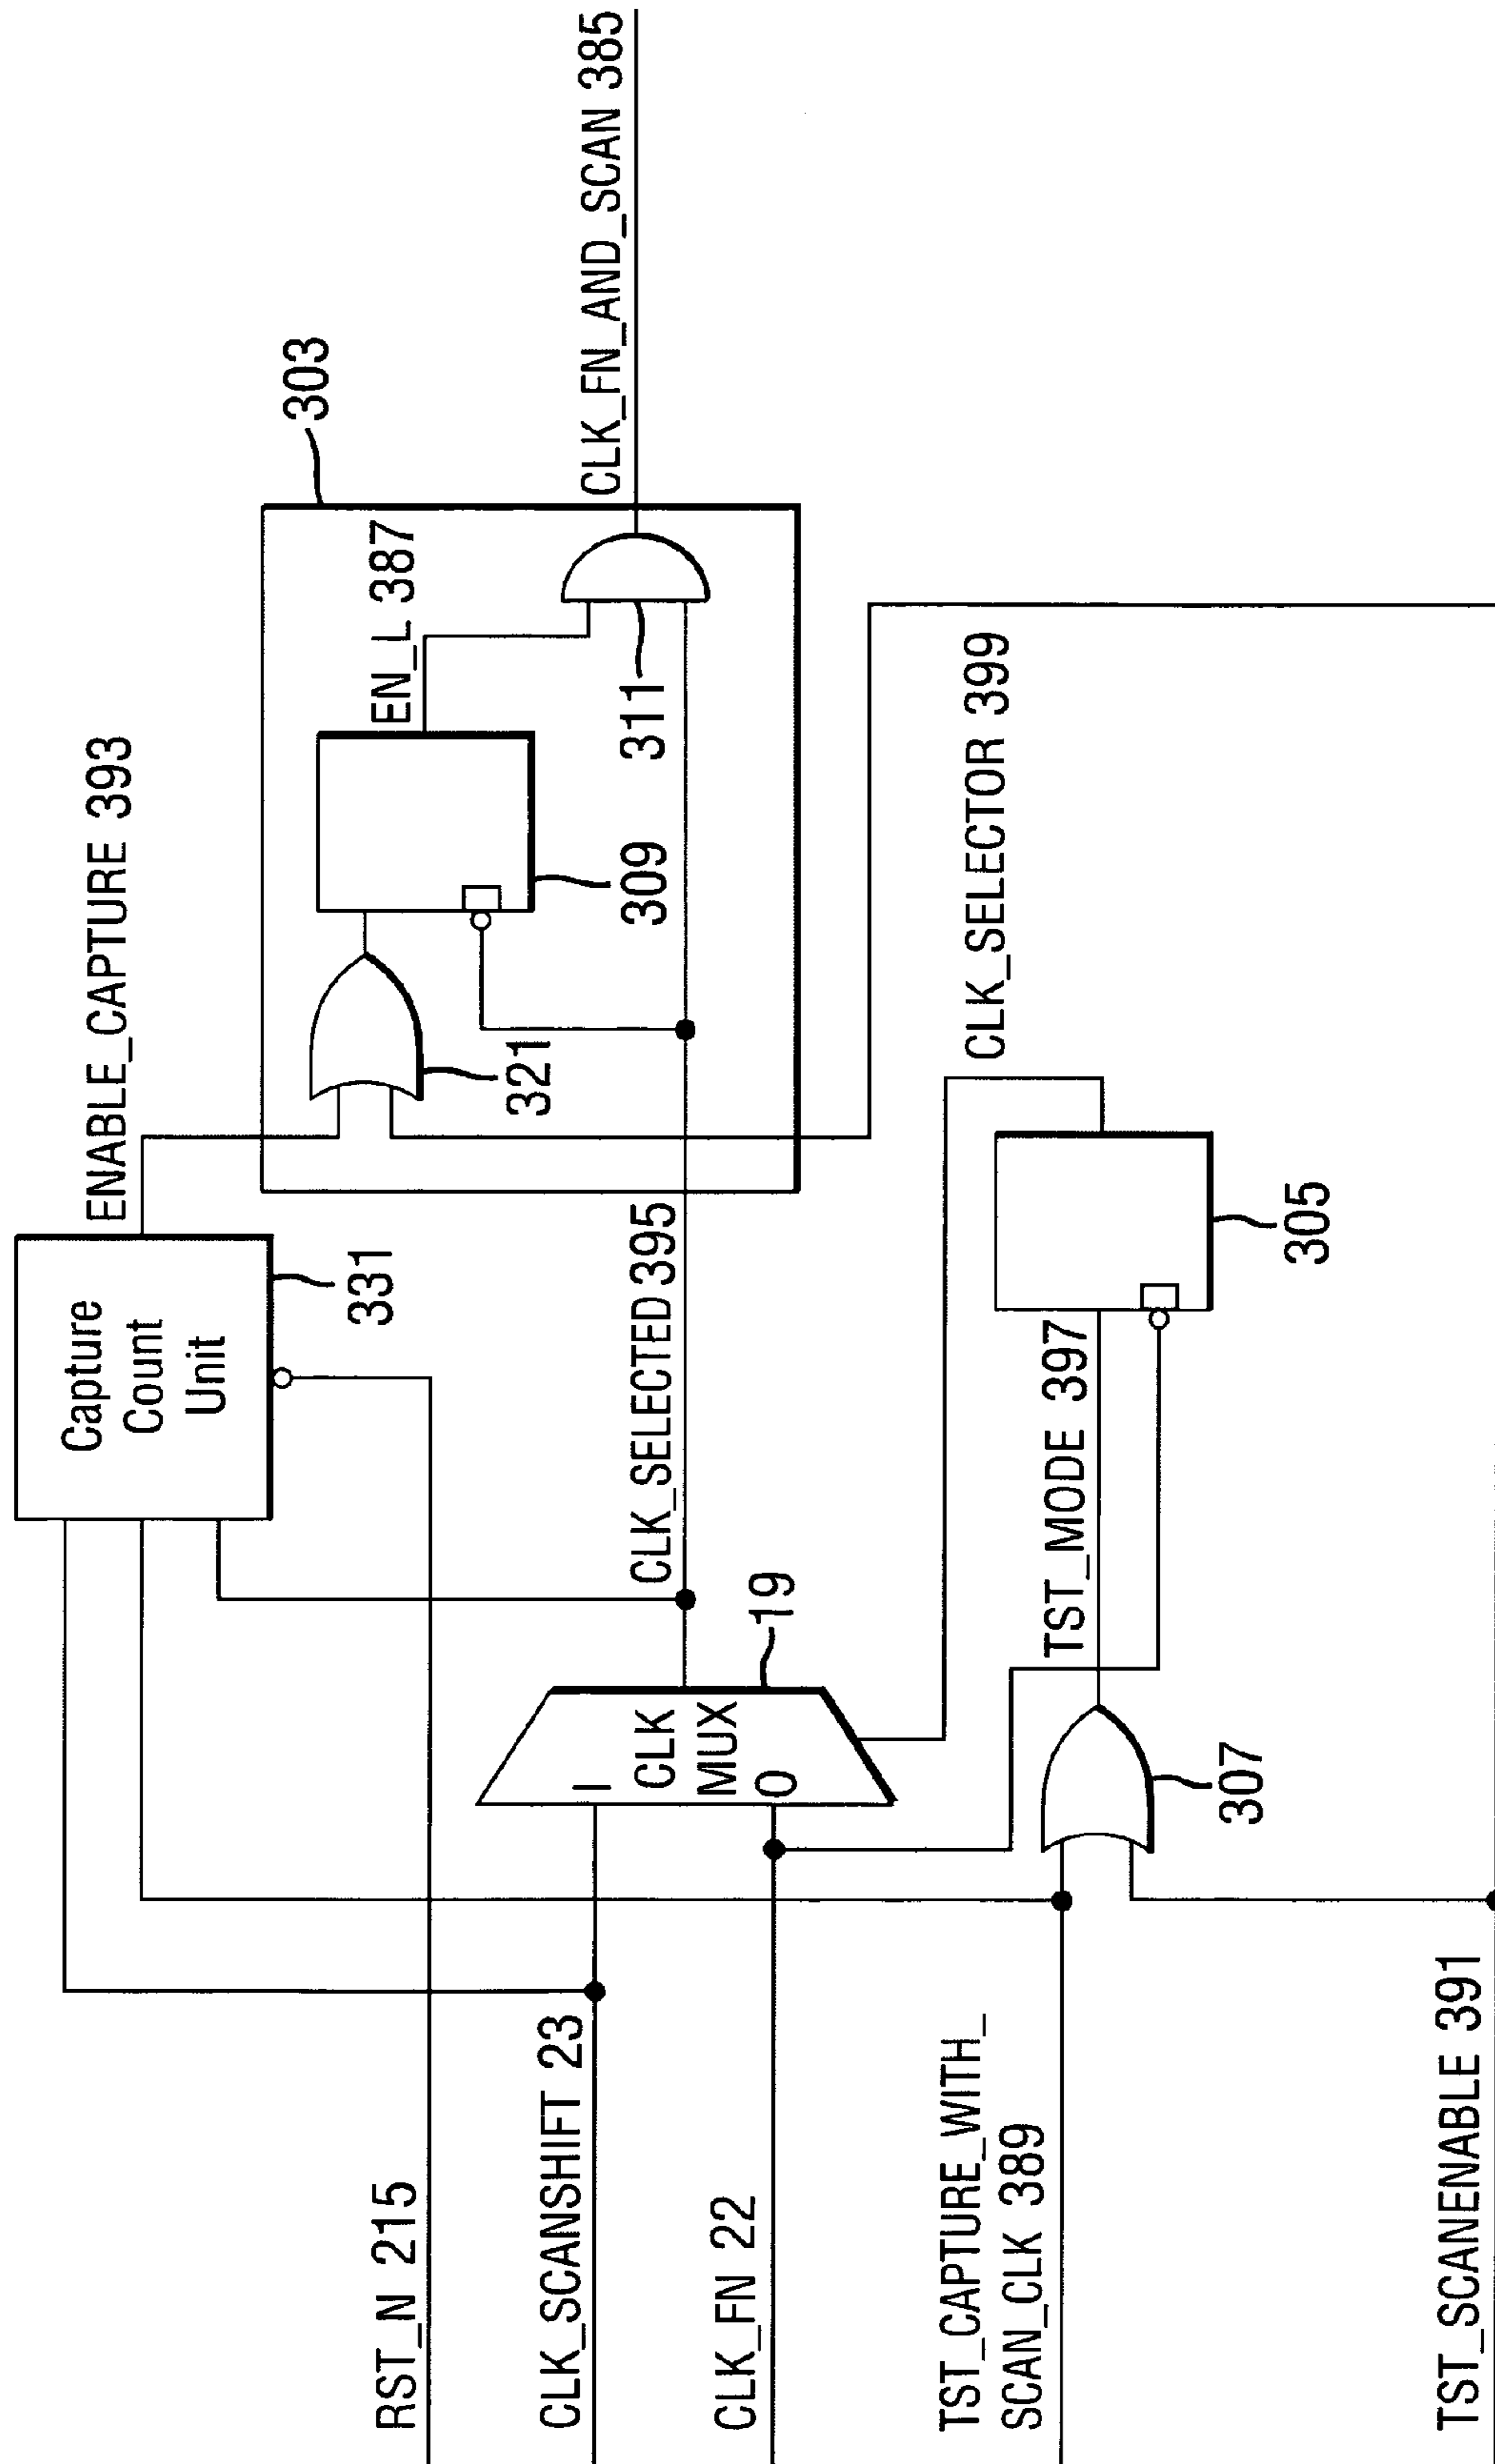 RST_N 215
CLK_SCANSHIFT 23
CLK_FN 22
TST_CAPTURE_WITH_
SCAN_CLK 389
TST_SCANENABLE 391
Capture
Count
Unit
331
ENABLE_CAPTURE 393
I
CLK
MUX
0
19
CLK_SELECTED 395
307
TST_MODE 397
305
CLK_SELECTOR 399
321
309
EN_L 387
311
303
CLK_FN_AND_SCAN 385